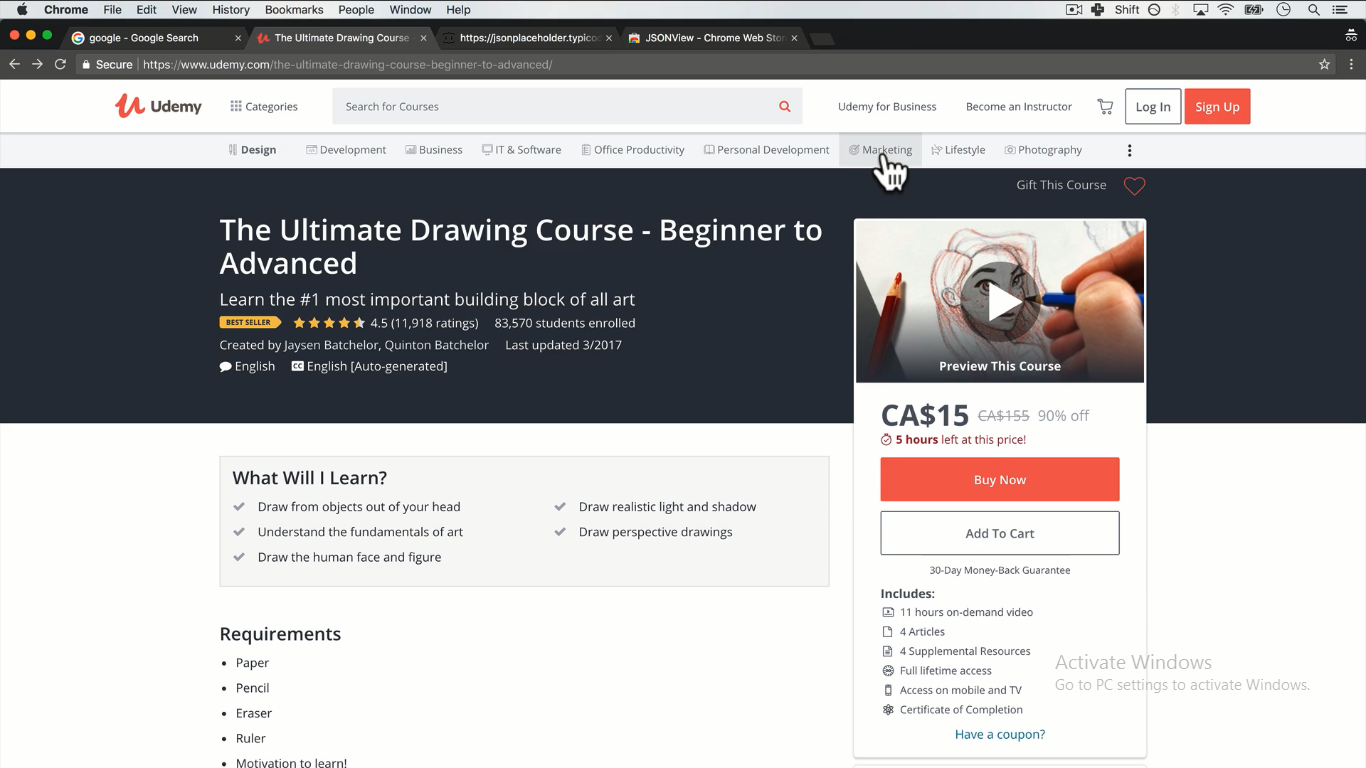 Chrome File Edit View History Bookmarks People Window Help Shift
google - Google Search
The Ultimate Drawing Course -
https://jsonplaceholder.typico
JSONView - Chrome Web Stor
Secure https://www.udemy.com/the-ultimate-drawing-course-beginner-to-advanced/
Udemy Categories Search for Courses Udemy for Business Become an Instructor Log In Sign Up
Design Development Business IT & Software Office Productivity Personal Development Marketing Lifestyle Photography
Gift This Course
The Ultimate Drawing Course - Beginner to
Advanced
Learn the #1 most important building block of all art
BEST SELLER 4.5 (11,918 ratings) 83,570 students enrolled
Created by Jaysen Batchelor, Quinton Batchelor Last updated 3/2017
English CC English [Auto-generated]
Preview This Course
CA$15 CA$155 90% off
5 hours left at this price!
Buy Now
Add To Cart
30-Day Money-Back Guarantee
Includes:
11 hours on-demand video
4 Articles
4 Supplemental Resources
Full lifetime access
Access on mobile and TV
Certificate of Completion
Have a coupon?
What Will I Learn?
Draw from objects out of your head
Understand the fundamentals of art
Draw the human face and figure
Draw realistic light and shadow
Draw perspective drawings
Requirements
Paper
Pencil
Eraser
Ruler
Motivation to learn!
Activate Windows
Go to PC settings to activate Windows.